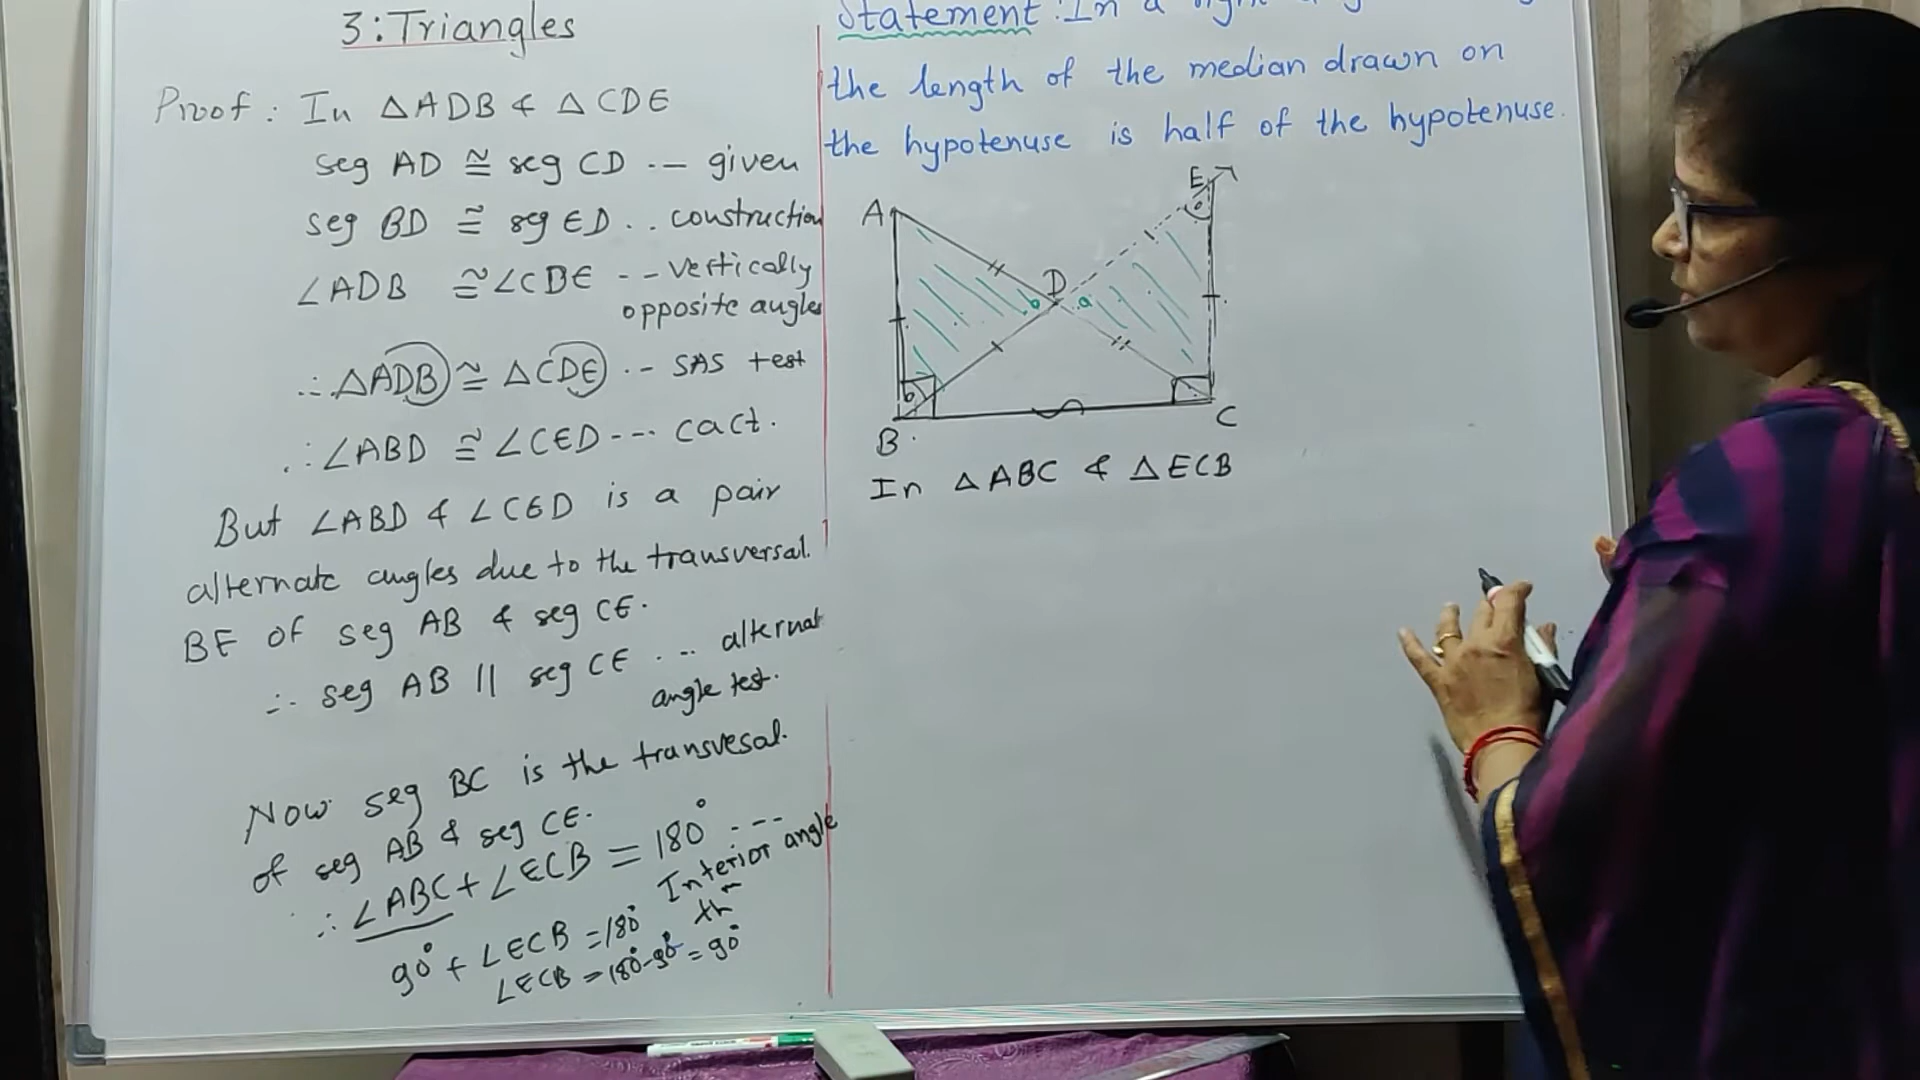 3:Triangles
Proof: In △ADB & △CDE
seg AD ≅ seg CD .-- given
seg BD ≅ seg ED .. construction
∠ADB ≅ ∠CDE -- vertically
opposite angles
∴ △ADB ≅ △CDE .-- SAS test
∴ ∠ABD ≅ ∠CED --- cact.
But ∠ABD & ∠CED is a pair
alternate angles due to the transversal.
BE of seg AB & seg CE.
∴ seg AB || seg CE ... alternat
angle test.
Now seg BC is the transvesal.
of seg AB & seg CE.
∴ ∠ABC + ∠ECB = 180° ---
Interior angle
th
90° + ∠ECB = 180°
∠ECB = 180°-90° = 90°
Statement: In a
the length of the median drawn on
the hypotenuse is half of the hypotenuse.
A
E
D
B
C
In △ABC & △ECB